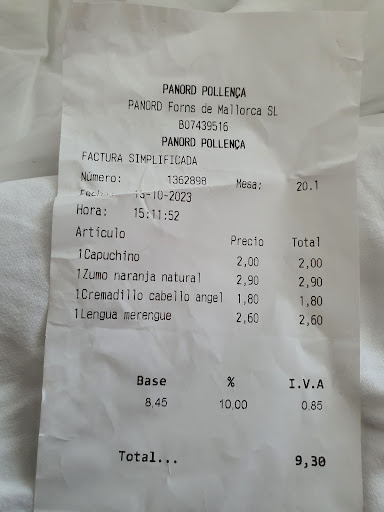 PANORD POLLENÇA
PANORD Forns de Mallorca SL
B07439516
PANORD POLLENÇA
FACTURA SIMPLIFICADA
Número: 1362898 Mesa: 20.1
Fecha: 13-10-2023
Hora: 15:11:52
Artículo Precio Total
1Capuchino 2,00 2,00
1Zumo naranja natural 2,90 2,90
1Cremadillo cabello angel 1,80 1,80
1Lengua merengue 2,60 2,60
Base % I.V.A
8,45 10,00 0,85
Total... 9,30